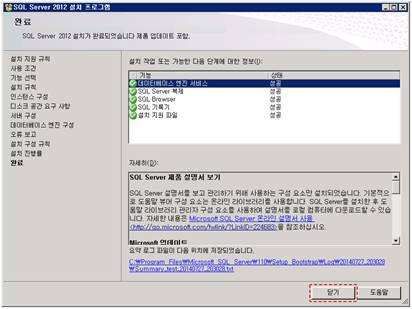 SQL Server 2012 설치 프로그램
완료
SQL Server 2012 설치가 완료되었습니다 제품 업데이트 포함.
설치 지원 규칙
사용 조건
기능 선택
설치 규칙
인스턴스 구성
디스크 공간 요구 사항
서버 구성
데이터베이스 엔진 구성
오류 보고
설치 구성 규칙
설치 진행률
완료
설치 작업 또는 가능한 다음 단계에 대한 정보(I):
기능 상태
데이터베이스 엔진 서비스 성공
SQL Server 복제 성공
SQL Browser 성공
SQL 기록기 성공
설치 지원 파일 성공
자세히(D):
SQL Server 제품 설명서 보기
SQL Server 설명서를 보고 관리하기 위해 사용하는 구성 요소만 설치되었습니다. 기본적으
로 도움말 뷰어 구성 요소는 온라인 라이브러리를 사용합니다. SQL Server를 설치한 후 도
움말 라이브러리 관리자 구성 요소를 사용하여 설명서를 로컬 컴퓨터에 다운로드할 수 있습
니다. 자세한 내용은 Microsoft SQL Server 온라인 설명서 사용
<http://go.microsoft.com/fwlink/?LinkID=224683>을 참조하십시오.
Microsoft 업데이트
요약 로그 파일이 다음 위치에 저장되었습니다.
C:\Program Files\Microsoft SQL Server\110\Setup Bootstrap\Log\20140727_203028
\Summary_test_20140727_203028.txt
닫기
도움말